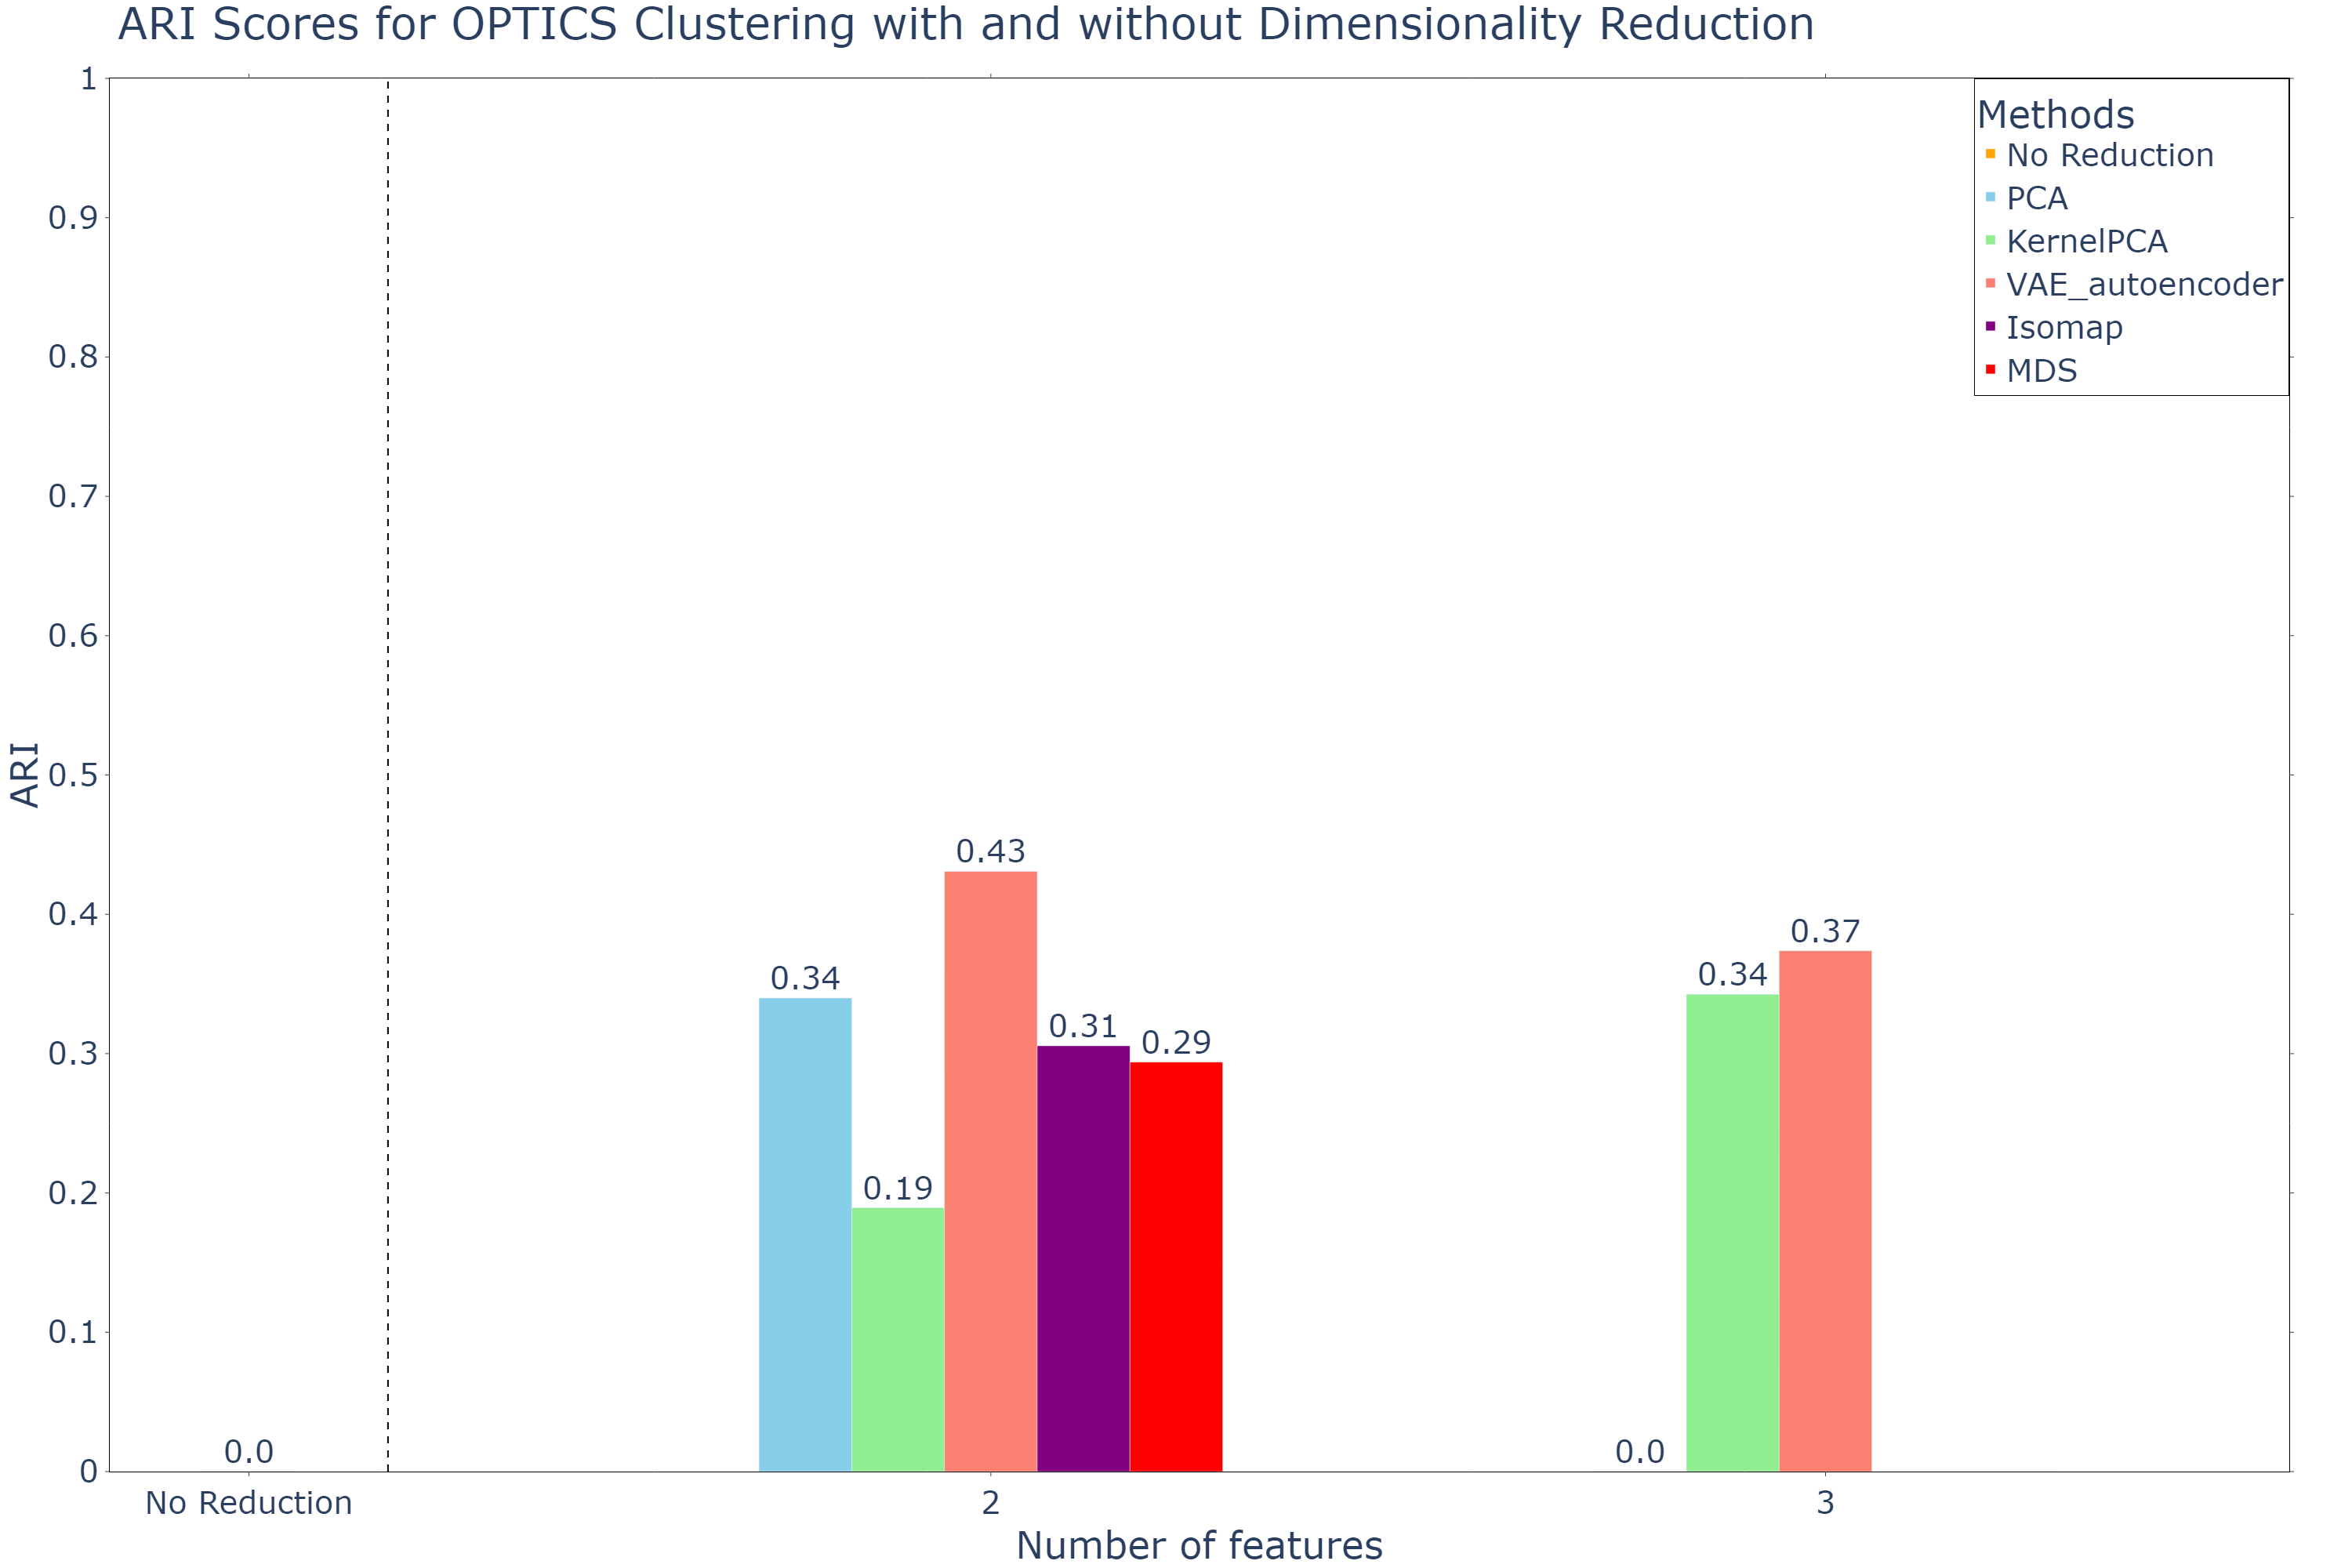 ARI Scores for OPTICS Clustering with and without Dimensionality Reduction
Methods
No Reduction
PCA
KernelPCA
VAE_autoencoder
Isomap
MDS
ARI
1
0.9
0.8
0.7
0.6
0.5
0.4
0.3
0.2
0.1
0
0.0
0.34
0.19
0.43
0.31
0.29
0.0
0.34
0.37
No Reduction
2
3
Number of features